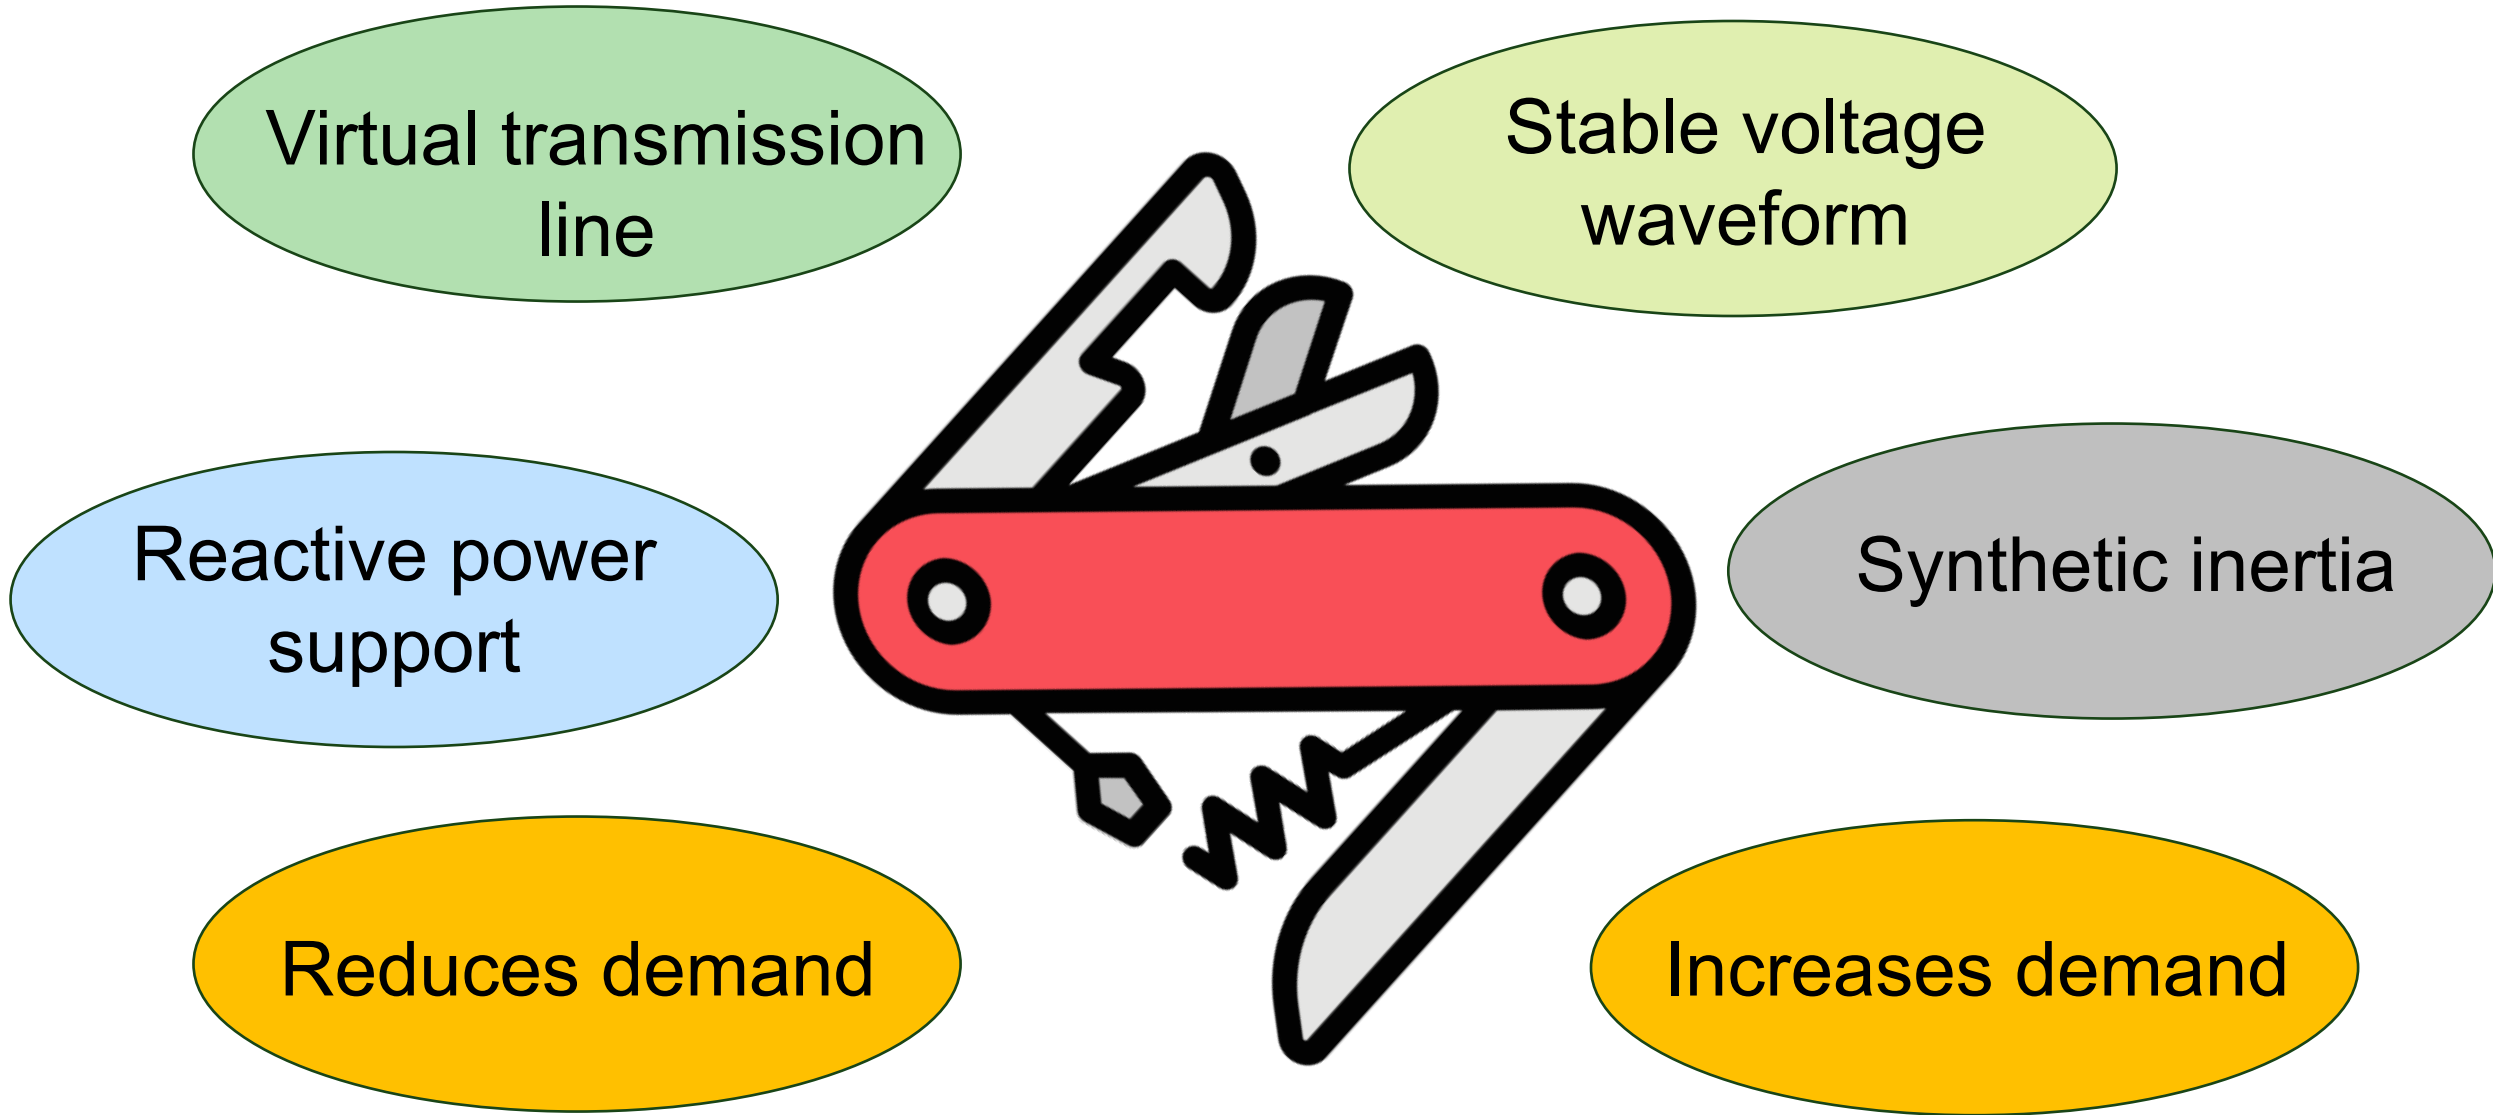 Virtual transmission
line
Stable voltage
waveform
Reactive power
support
Synthetic inertia
Reduces demand
Increases demand